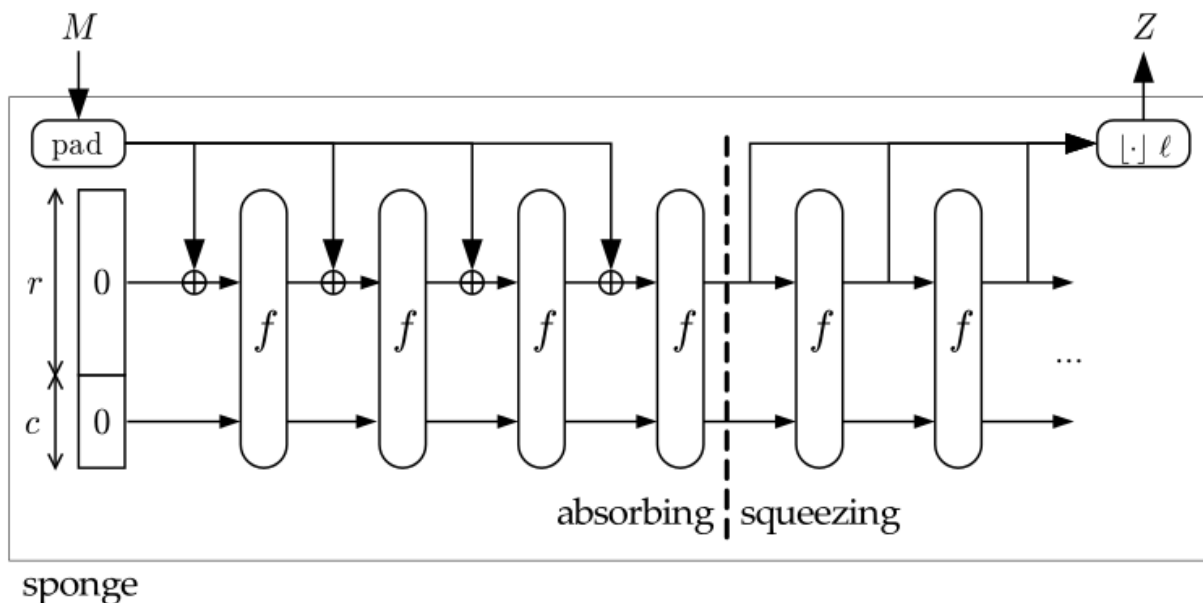 M Z
pad ⌊·⌋ ℓ
r 0 f f f f f f ...
c 0
absorbing squeezing
sponge